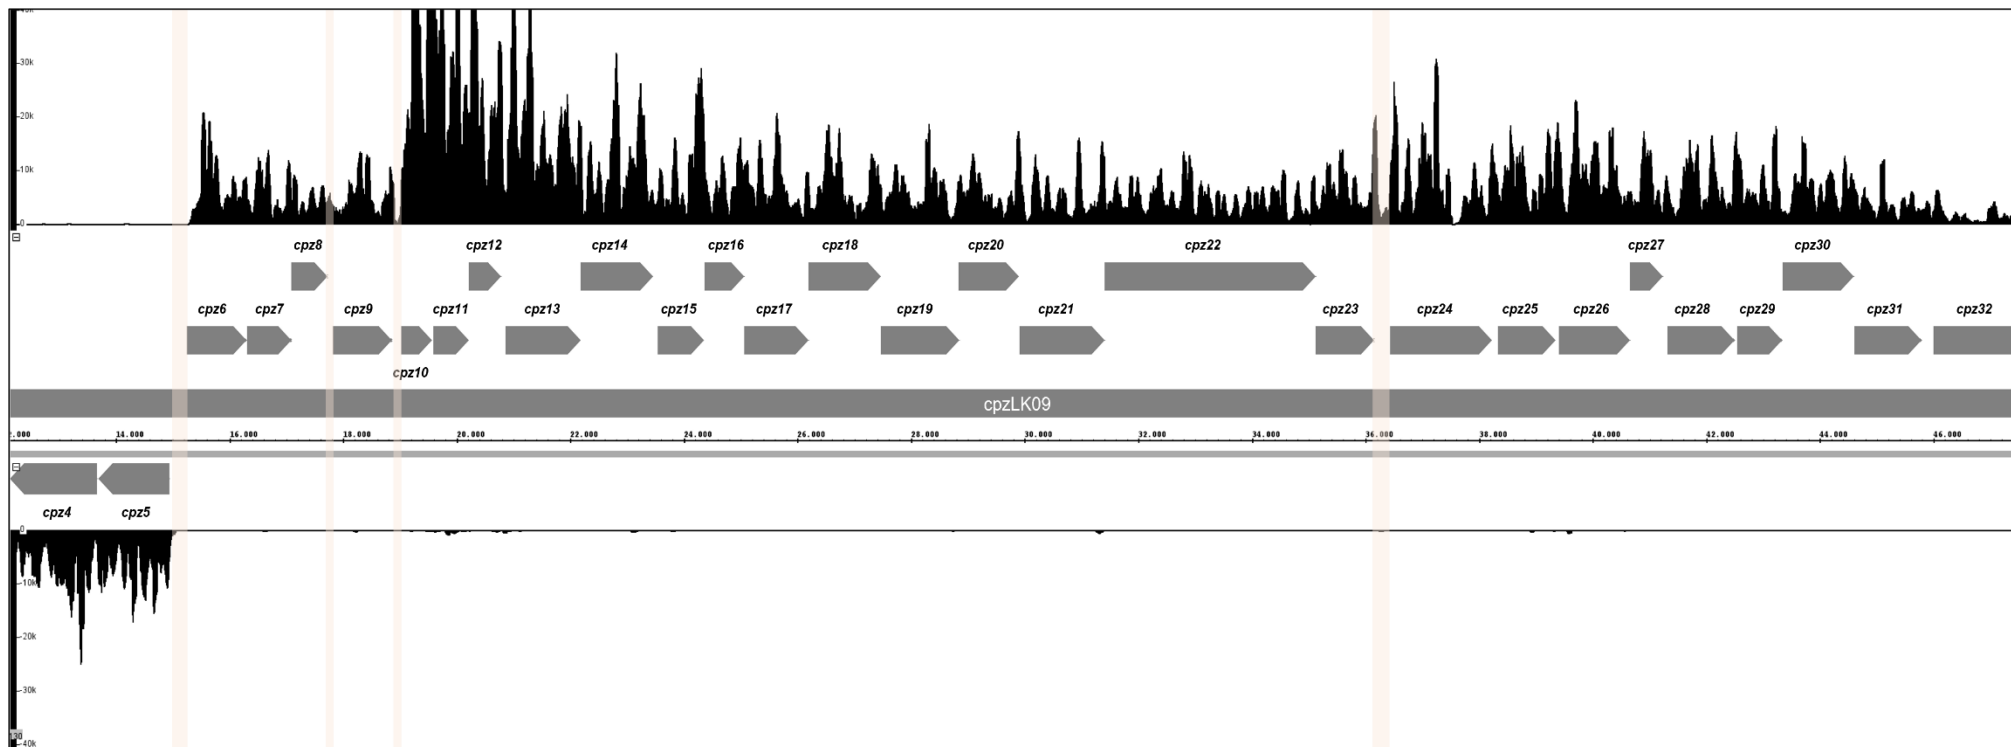 40k
30k
20k
10k
0
cpz8 cpz12 cpz14 cpz16 cpz18 cpz20 cpz22 cpz27 cpz30
cpz6 cpz7 cpz9 cpz11 cpz13 cpz15 cpz17 cpz19 cpz21 cpz23 cpz24 cpz25 cpz26 cpz28 cpz29 cpz31 cpz32
cpz10
cpzLK09
2.000 14.000 16.000 18.000 20.000 22.000 24.000 26.000 28.000 30.000 32.000 34.000 36.000 38.000 40.000 42.000 44.000 46.000
cpz4 cpz5
0
-10k
-20k
-30k
-40k